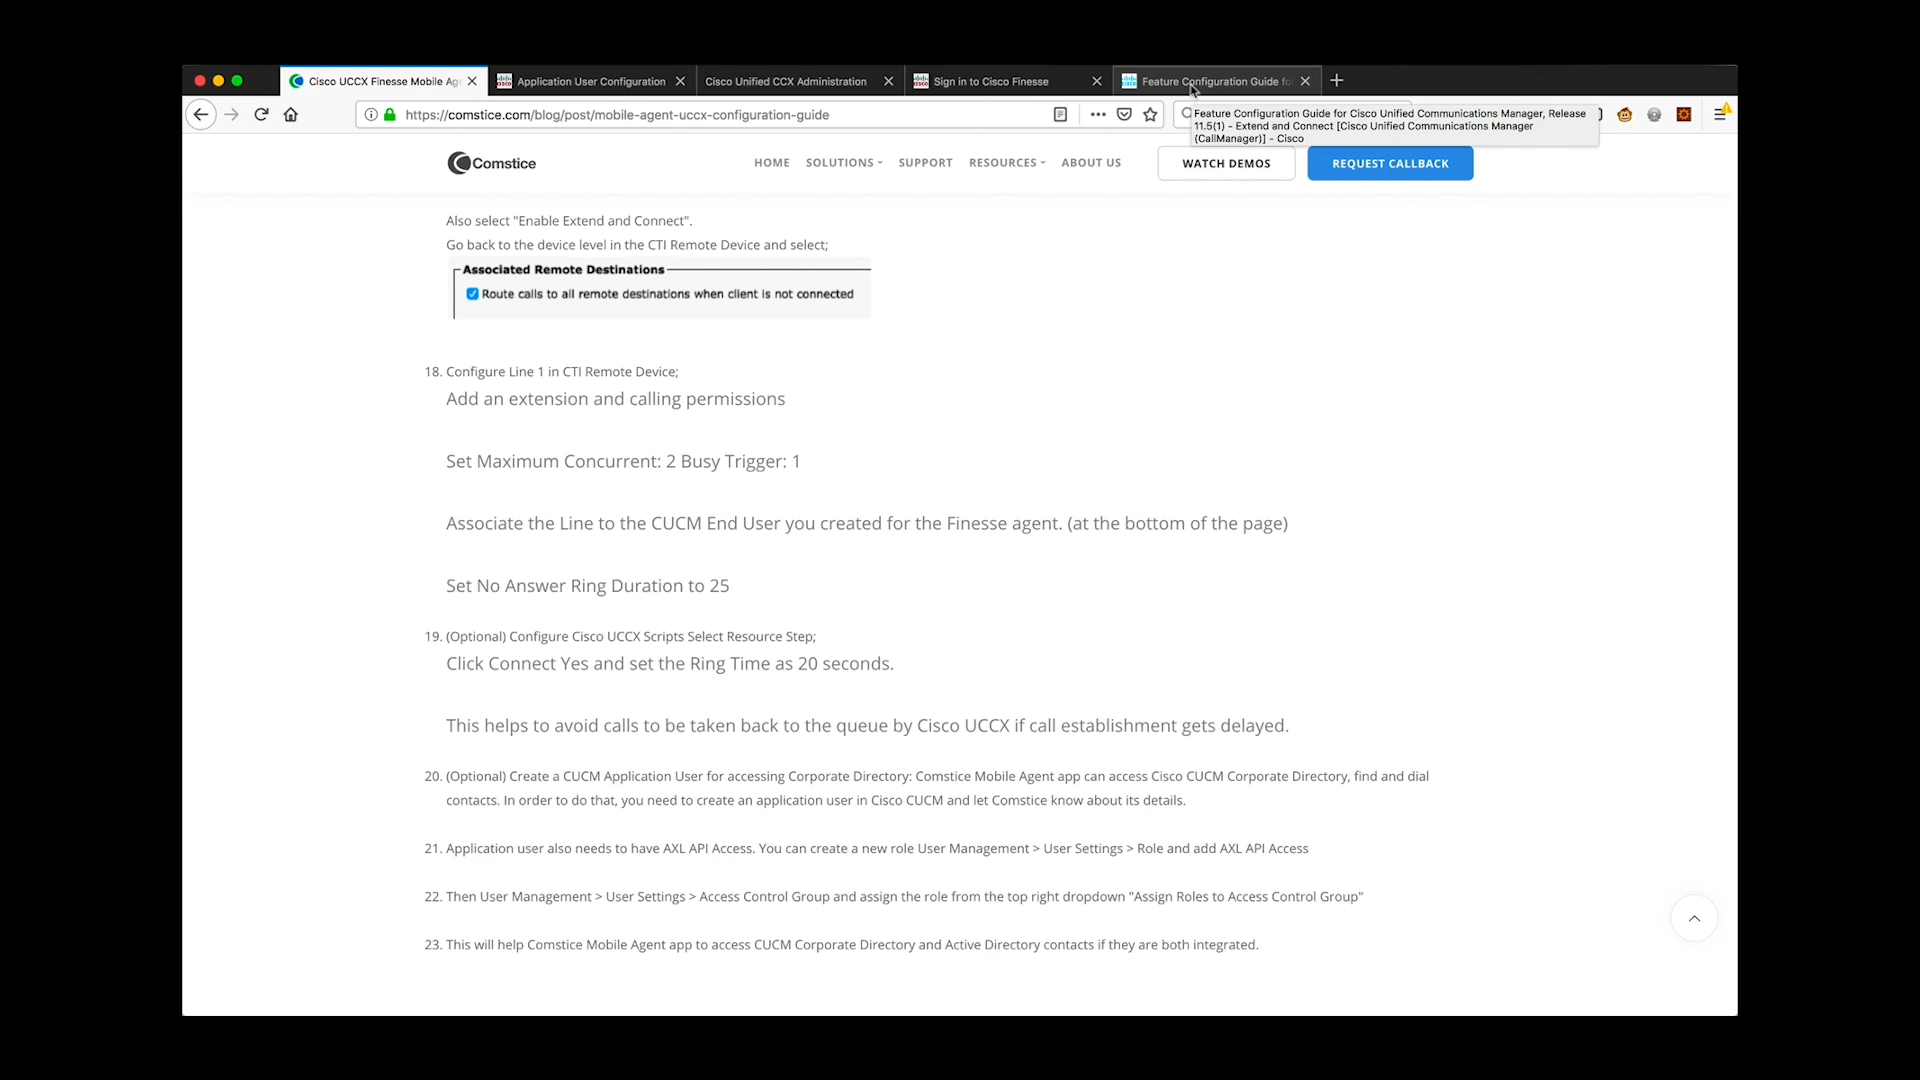 Cisco UCCX Finesse Mobile Age
Application User Configuration
Cisco Unified CCX Administration
Sign in to Cisco Finesse
Feature Configuration Guide fo
https://comstice.com/blog/post/mobile-agent-uccx-configuration-guide
Feature Configuration Guide for Cisco Unified Communications Manager, Release
11.5(1) - Extend and Connect [Cisco Unified Communications Manager
(CallManager)] - Cisco
Comstice
HOME
SOLUTIONS
SUPPORT
RESOURCES
ABOUT US
WATCH DEMOS
REQUEST CALLBACK
Also select "Enable Extend and Connect".
Go back to the device level in the CTI Remote Device and select;
Associated Remote Destinations
Route calls to all remote destinations when client is not connected
18. Configure Line 1 in CTI Remote Device;
Add an extension and calling permissions
Set Maximum Concurrent: 2 Busy Trigger: 1
Associate the Line to the CUCM End User you created for the Finesse agent. (at the bottom of the page)
Set No Answer Ring Duration to 25
19. (Optional) Configure Cisco UCCX Scripts Select Resource Step;
Click Connect Yes and set the Ring Time as 20 seconds.
This helps to avoid calls to be taken back to the queue by Cisco UCCX if call establishment gets delayed.
20. (Optional) Create a CUCM Application User for accessing Corporate Directory: Comstice Mobile Agent app can access Cisco CUCM Corporate Directory, find and dial
contacts. In order to do that, you need to create an application user in Cisco CUCM and let Comstice know about its details.
21. Application user also needs to have AXL API Access. You can create a new role User Management > User Settings > Role and add AXL API Access
22. Then User Management > User Settings > Access Control Group and assign the role from the top right dropdown "Assign Roles to Access Control Group"
23. This will help Comstice Mobile Agent app to access CUCM Corporate Directory and Active Directory contacts if they are both integrated.